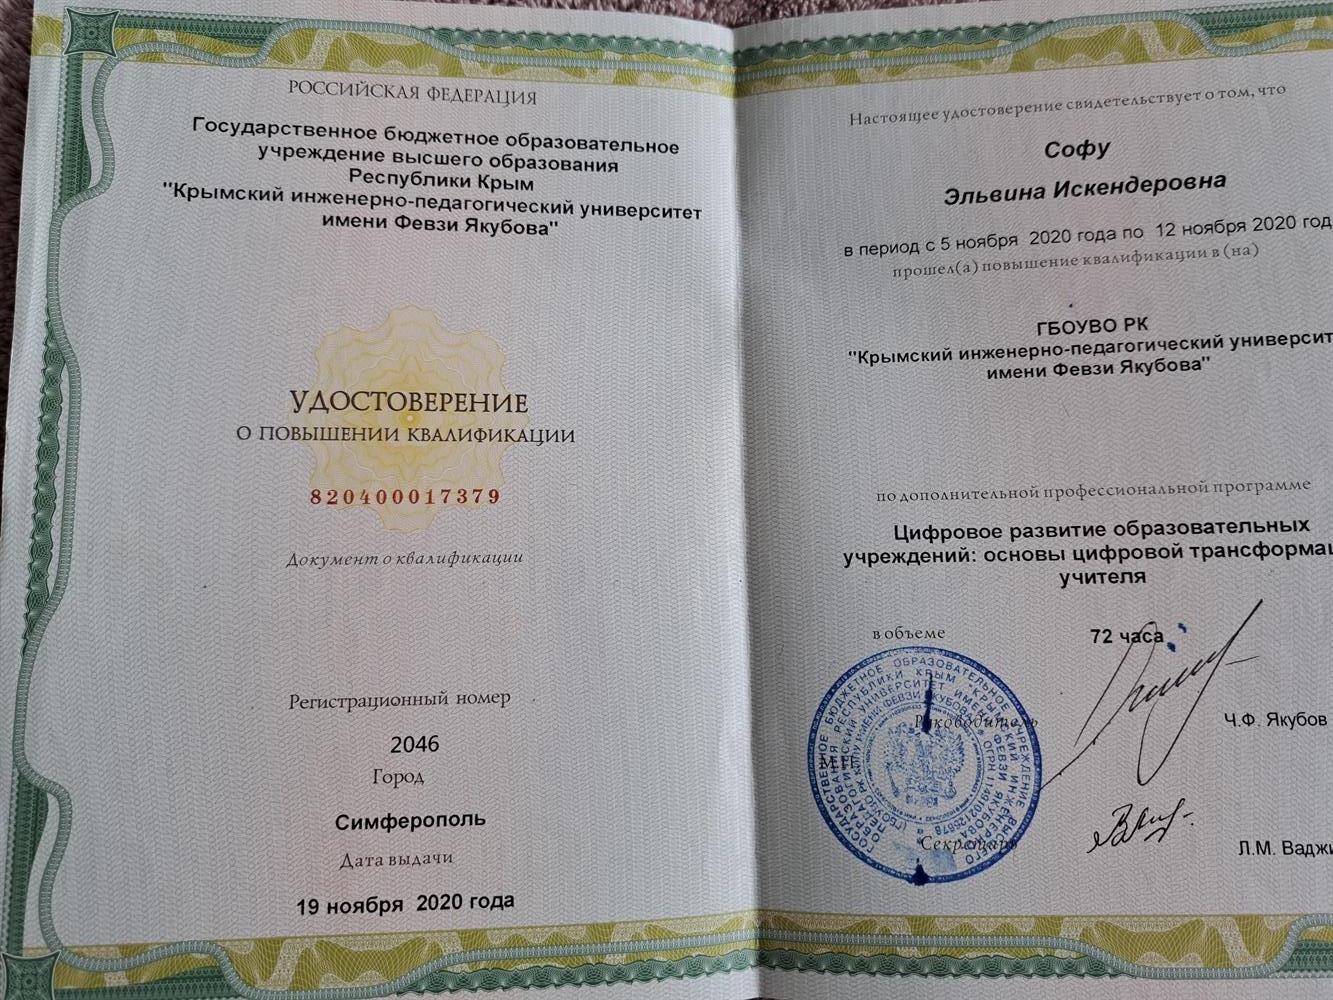 РОССИЙСКАЯ ФЕДЕРАЦИЯ
Государственное бюджетное образовательное
учреждение высшего образования
Республики Крым
"Крымский инженерно-педагогический университет
имени Февзи Якубова"
УДОСТОВЕРЕНИЕ
О ПОВЫШЕНИИ КВАЛИФИКАЦИИ
820400017379
Документ о квалификации
Регистрационный номер
2046
Город
Симферополь
Дата выдачи
19 ноября 2020 года
Настоящее удостоверение свидетельствует о том, что
Софу
Эльвина Искендеровна
в период с 5 ноября 2020 года по 12 ноября 2020 год
прошел(а) повышение квалификации в (на)
ГБОУВО РК
"Крымский инженерно-педагогический университ
имени Февзи Якубова"
по дополнительной профессиональной программе
Цифровое развитие образовательных
учреждений: основы цифровой трансформац
учителя
в объеме
72 часа
Руководитель
Ч.Ф. Якубов
М.П.
Секретарь
Л.М. Ваджи